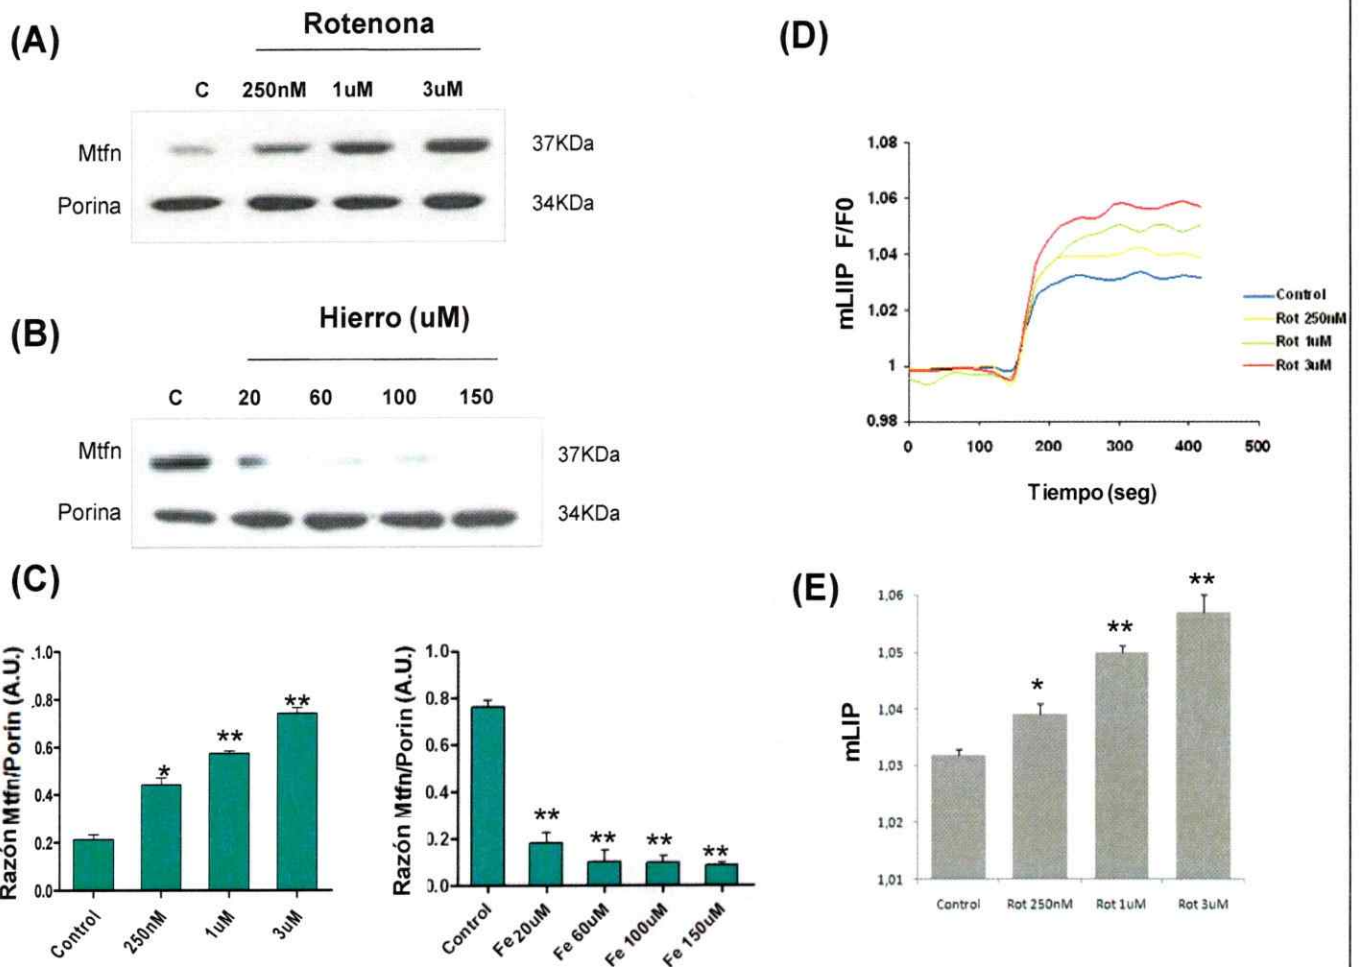 (A)
Rotenona
C 250nM 1uM 3uM
Mtfn 37KDa
Porina 34KDa
(B)
Hierro (uM)
C 20 60 100 150
Mtfn 37KDa
Porina 34KDa
(C)
Razón Mtfn/Porin (A.U.)
.1.0
.0.8
0.6
0.4
0.2
0.0
Control 250nM 1uM 3uM
** ** *
Razón Mtfn/Porin (A.U.)
1.0
0.8
0.6
0.4
0.2
0.0
** ** ** **
Control Fe 20uM Fe 60uM Fe 100uM Fe 150uM
(D)
mLIIP F/F0
1,08
1,06
1,04
1,02
1
0,98
0 100 200 300 400 500
Tiempo (seg)
Control
Rot 250nM
Rot 1uM
Rot 3uM
(E)
mLIP
1,06
1,05
1,04
1,03
1,02
1,01
* ** **
Control Rot 250nM Rot 1uM Rot 3uM